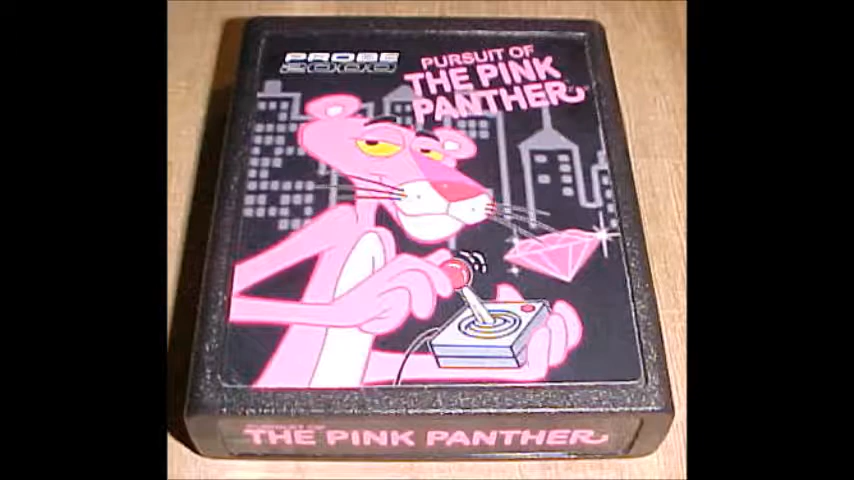 PROBE
2000
PURSUIT OF
THE PINK
PANTHER
PURSUIT OF
THE PINK PANTHER